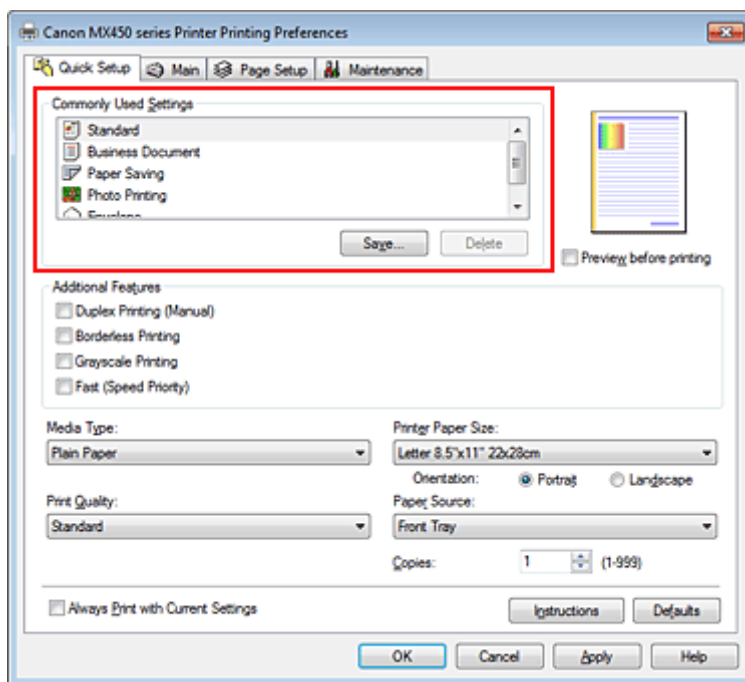 Canon MX450 series Printer Printing Preferences
Quick Setup Main Page Setup Maintenance
Commonly Used Settings
Standard
Business Document
Paper Saving
Photo Printing
Envelope
Save... Delete
Preview before printing
Addtional Features
Duplex Printing (Manual)
Borderless Printing
Grayscale Printing
Fast (Speed Priority)
Media Type: Printer Paper Size:
Plain Paper Letter 8.5"x11" 22x28cm
Orientation: Portrait Landscape
Print Quality: Paper Source:
Standard Front Tray
Copies: 1 (1-999)
Always Print with Current Settings Instructions Defaults
OK Cancel Apply Help